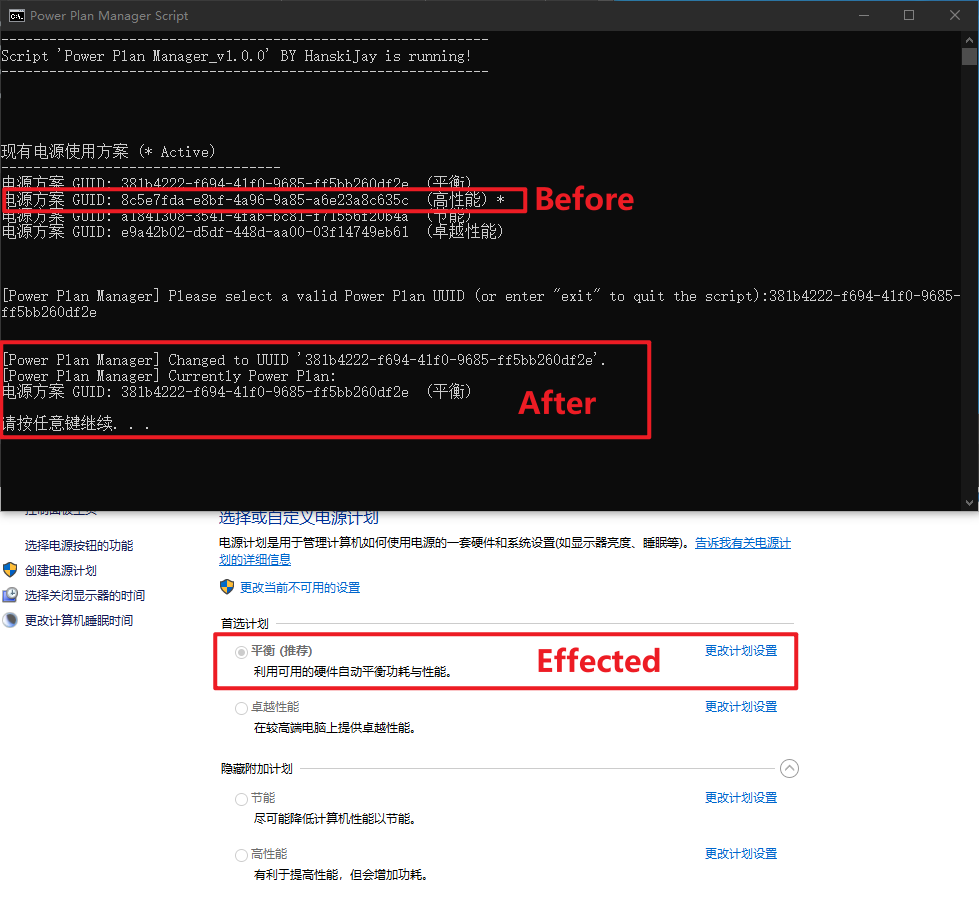 Power Plan Manager Script
-------------------------------------------------------------
Script 'Power Plan Manager_v1.0.0' BY HanskiJay is running!
-------------------------------------------------------------
现有电源使用方案 (* Active)
-----------------------------------
电源方案 GUID: 381b4222-f694-41f0-9685-ff5bb260df2e  (平衡)
电源方案 GUID: 8c5e7fda-e8bf-4a96-9a85-a6e23a8c635c  (高性能) *
Before
电源方案 GUID: a1841308-3541-4fab-bc81-f71556f20b4a  (节能)
电源方案 GUID: e9a42b02-d5df-448d-aa00-03f14749eb61  (卓越性能)
[Power Plan Manager] Please select a valid Power Plan UUID (or enter "exit" to quit the script):381b4222-f694-41f0-9685-
ff5bb260df2e
[Power Plan Manager] Changed to UUID '381b4222-f694-41f0-9685-ff5bb260df2e'.
[Power Plan Manager] Currently Power Plan:
电源方案 GUID: 381b4222-f694-41f0-9685-ff5bb260df2e  (平衡)
After
请按任意键继续. . .
控制面板主页
选择电源按钮的功能
创建电源计划
选择关闭显示器的时间
更改计算机睡眠时间
选择或自定义电源计划
电源计划是用于管理计算机如何使用电源的一套硬件和系统设置(如显示器亮度、睡眠等)。告诉我有关电源计
划的详细信息
更改当前不可用的设置
首选计划
平衡 (推荐)
更改计划设置
利用可用的硬件自动平衡功耗与性能。
Effected
卓越性能
更改计划设置
在较高端电脑上提供卓越性能。
隐藏附加计划
节能
更改计划设置
尽可能降低计算机性能以节能。
高性能
更改计划设置
有利于提高性能，但会增加功耗。